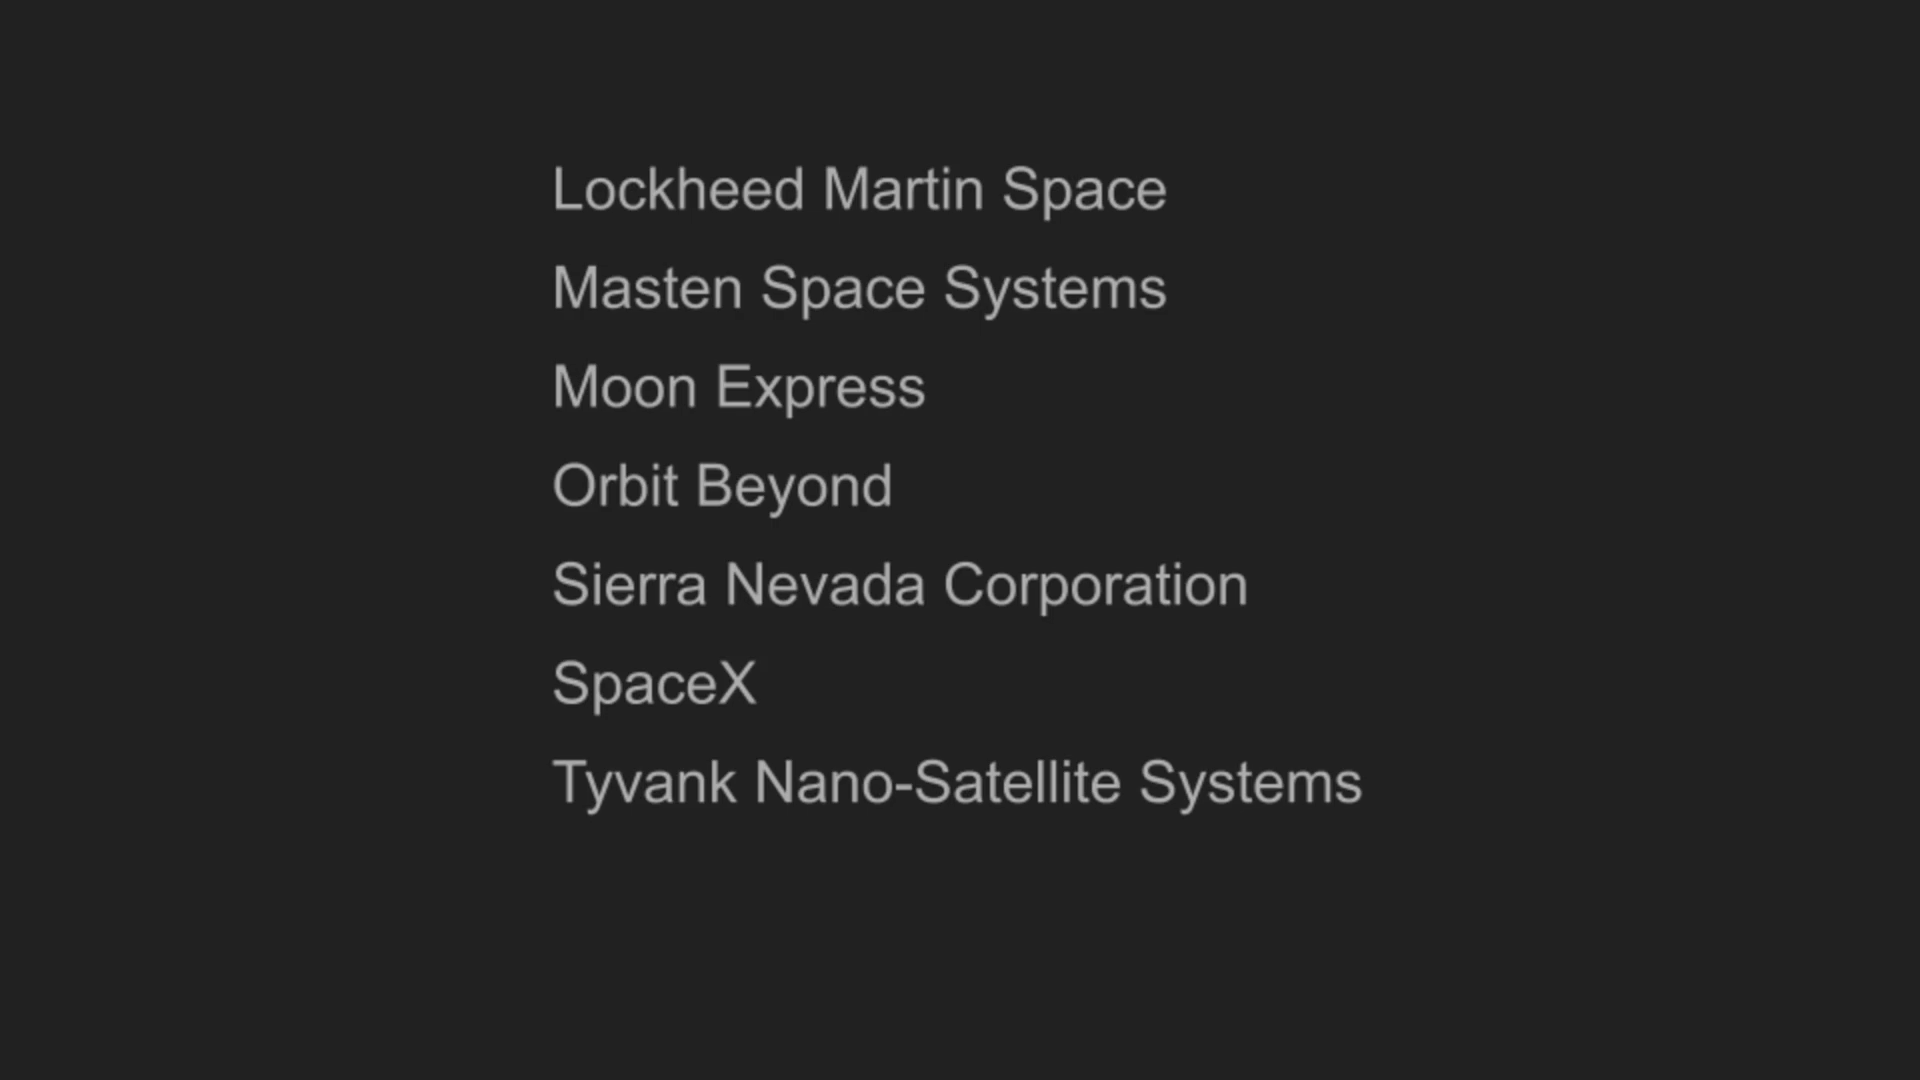 Lockheed Martin Space
Masten Space Systems
Moon Express
Orbit Beyond
Sierra Nevada Corporation
SpaceX
Tyvank Nano-Satellite Systems